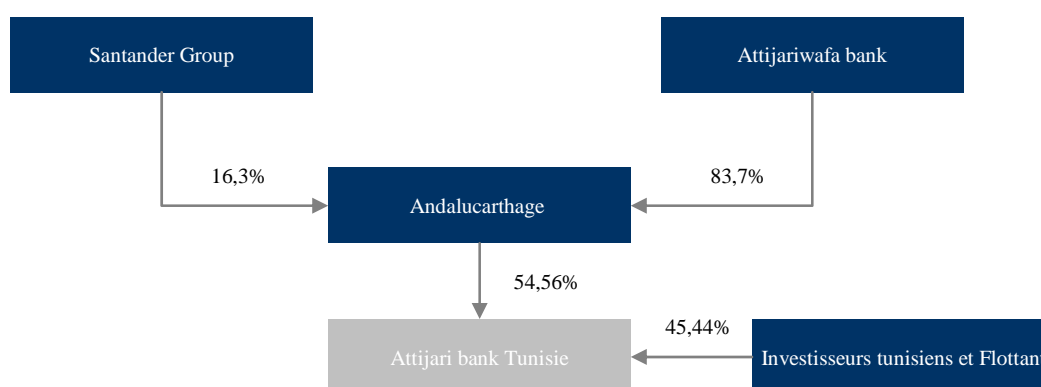 Santander Group
Attijariwafa bank
16,3%
83,7%
Andalucarthage
54,56%
45,44%
Attijari bank Tunisie
Investisseurs tunisiens et Flottant